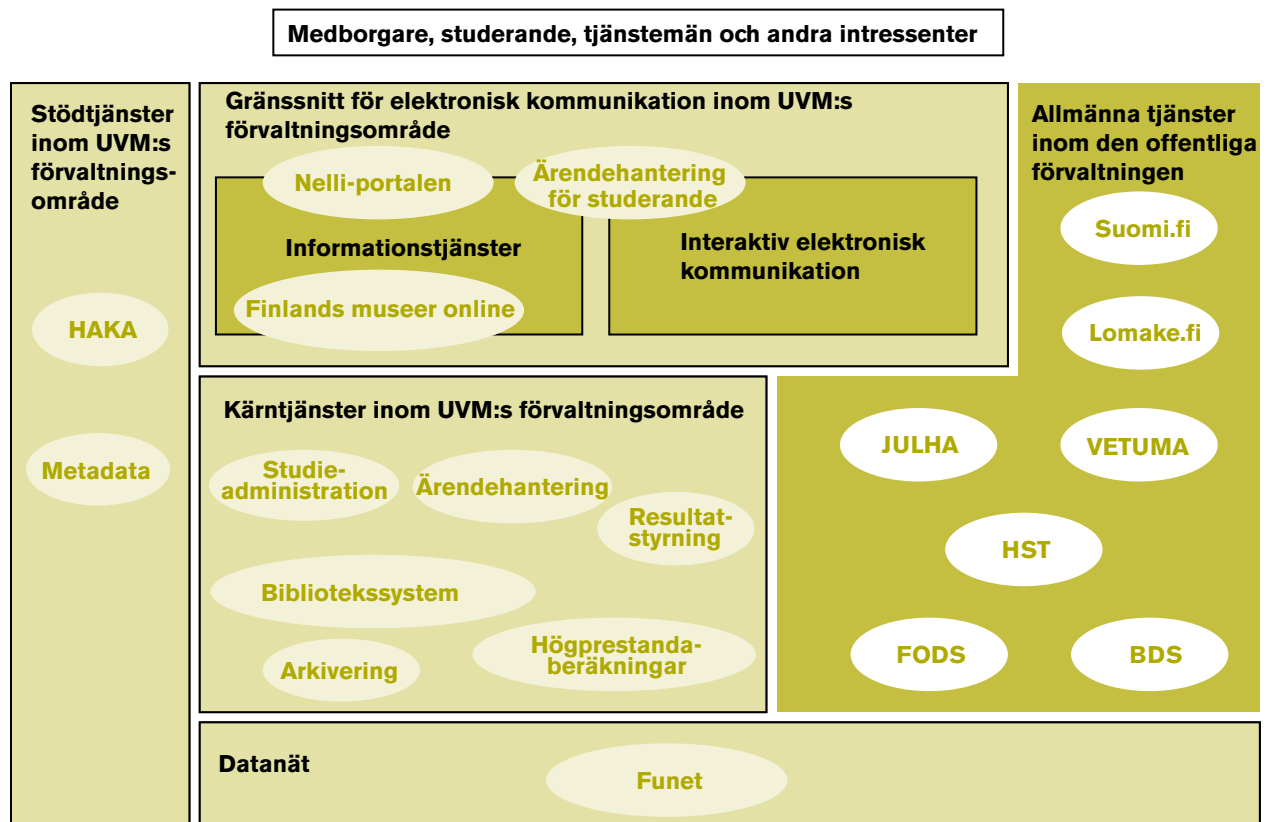 Medborgare, studerande, tjänstemän och andra intressenter
Stödtjänster
inom UVM:s
förvaltnings-
område
HAKA
Metadata
Gränssnitt för elektronisk kommunikation inom UVM:s
förvaltningsområde
Nelli-portalen
Ärendehantering
för studerande
Informationstjänster
Interaktiv elektronisk
kommunikation
Finlands museer online
Kärntjänster inom UVM:s förvaltningsområde
Studie-
administration
Ärendehantering
Resultat-
styrning
Bibliotekssystem
Högprestanda-
beräkningar
Arkivering
Allmänna tjänster
inom den offentliga
förvaltningen
Suomi.fi
Lomake.fi
JULHA
VETUMA
HST
FODS
BDS
Datanät
Funet